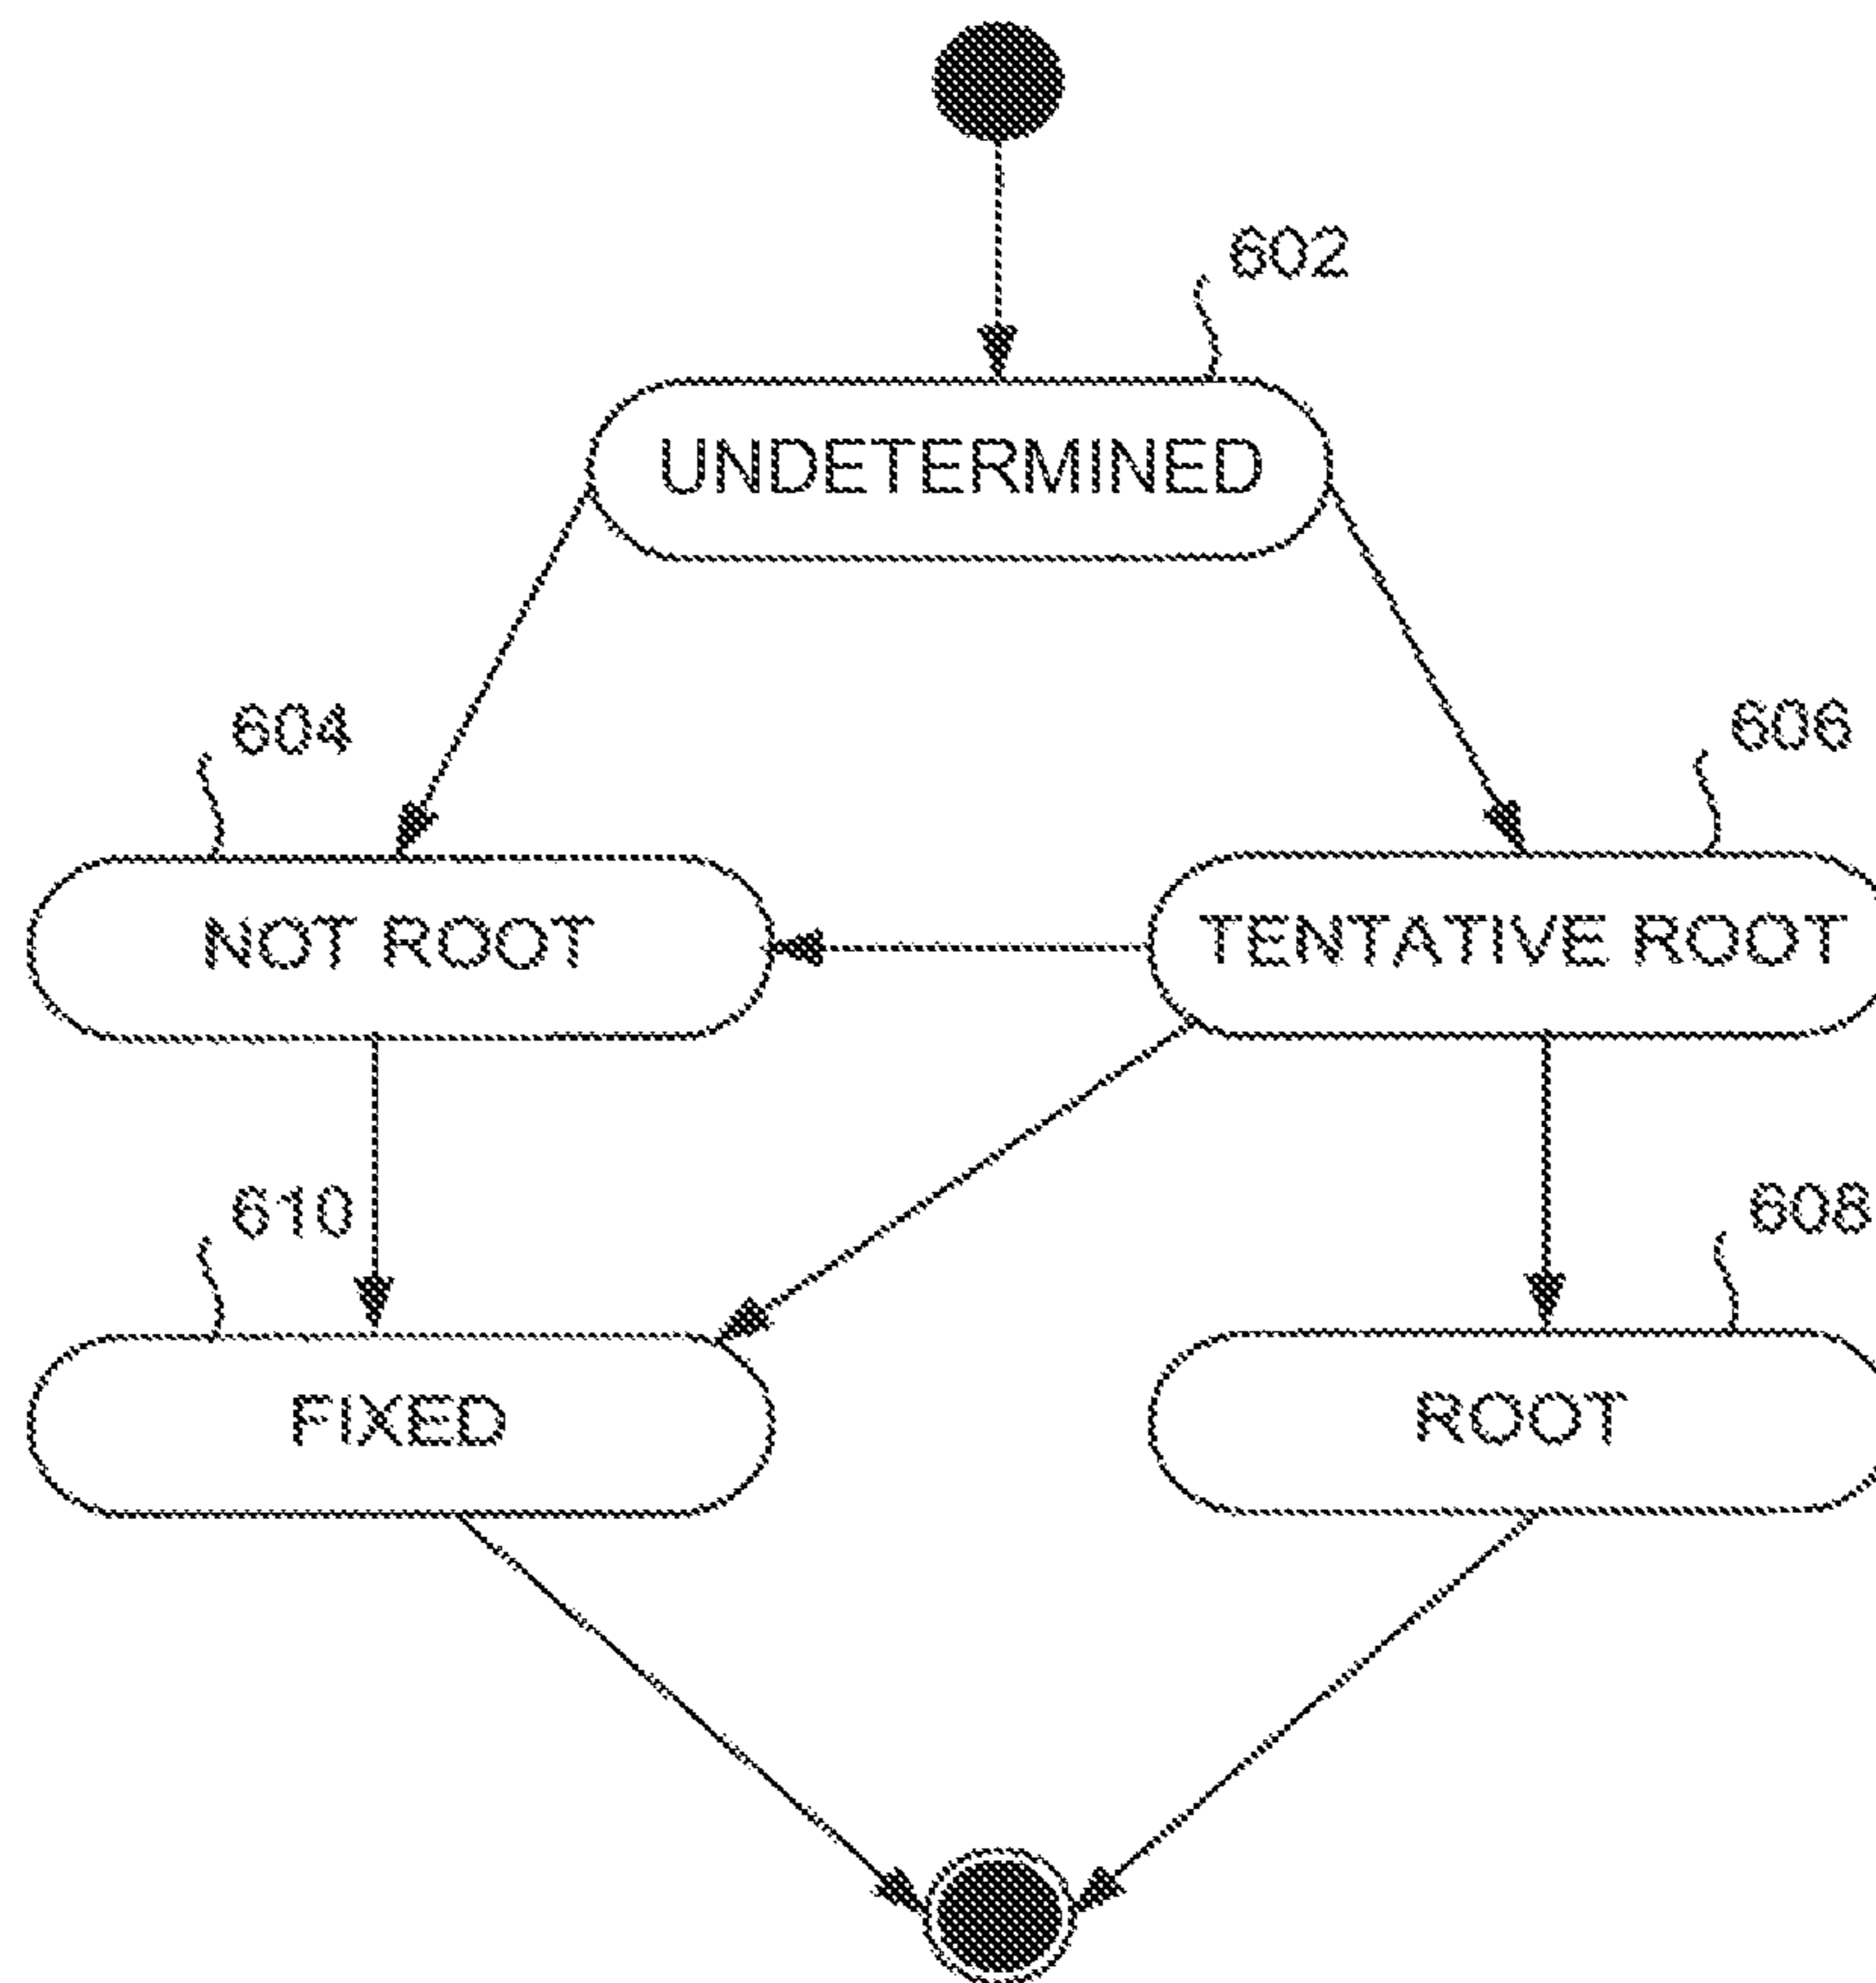 602
UNDETERMINED
604
606
NOT ROOT
TENTATIVE ROOT
610
608
FIXED
ROOT